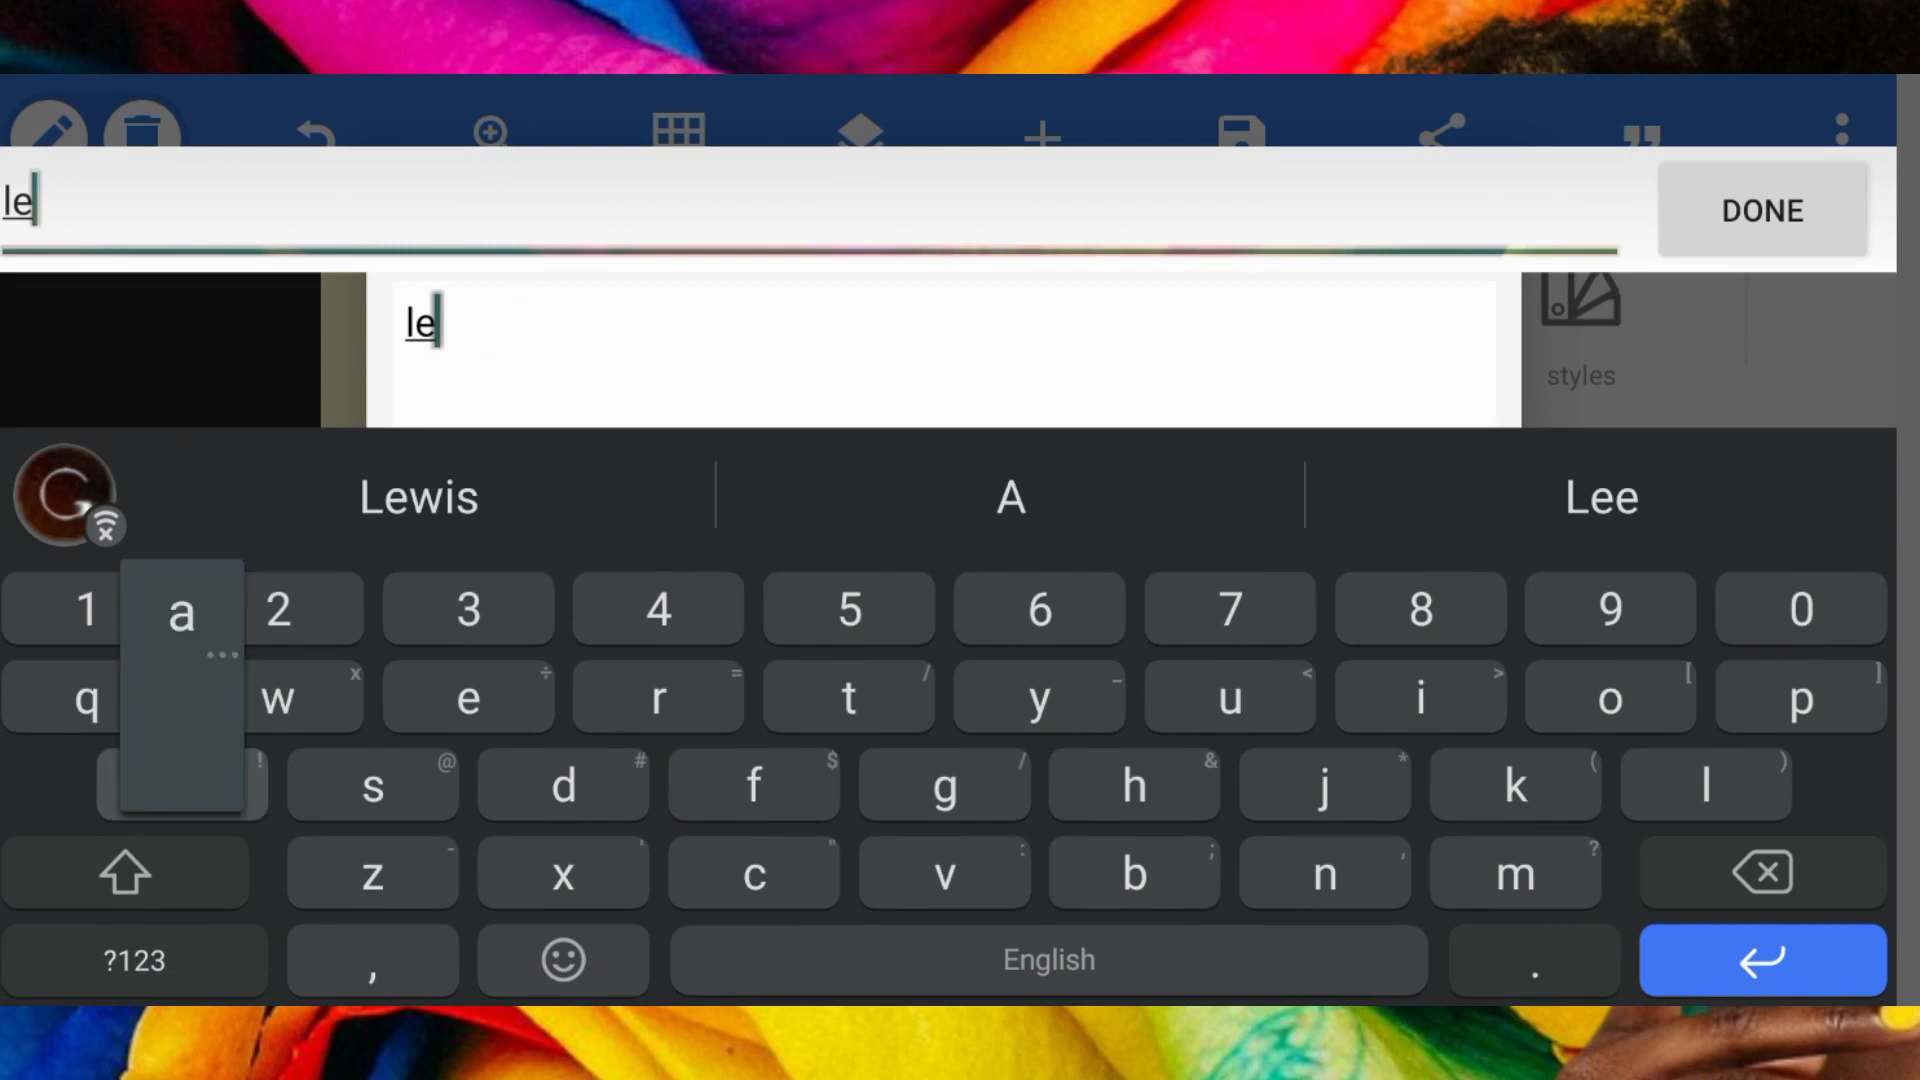 le
DONE
le
styles
Lewis A Lee
1 a 2 3 4 5 6 7 8 9 0
q w x e ÷ r = t / y _ u < i > o [ p ]
! s @ d # f $ g / h & j * k ( l )
z - x ' c " v : b ; n , m ?
?123 , English .